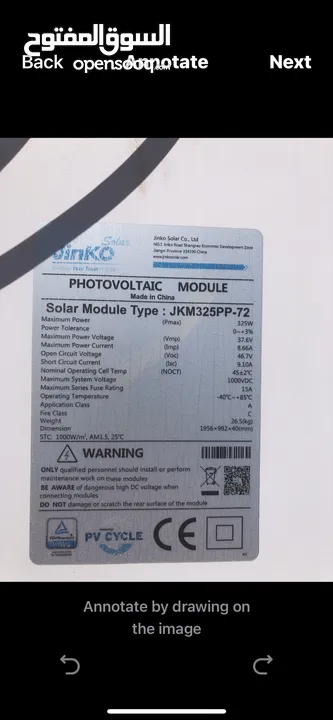 السوق المفتوح
Back Annotate Next
opensooq.com
Solar
JinKO
Jinko Solar Co., Ltd
www.jinkosolar.com
PHOTOVOLTAIC MODULE
Made in China
Solar Module Type : JKM325PP-72
Maximum Power (Pmax) 325W
Power Tolerance 0~+3%
Maximum Power Voltage (Vmp) 37.6V
Maximum Power Current (Imp) 8.66A
Open Circuit Voltage (Voc) 46.7V
Short Circuit Current (Isc) 9.10A
Nominal Operating Cell Temp (NOCT) 45±2℃
Maximum System Voltage 1000VDC
Maximum Series Fuse Rating 15A
Operating Temperature -40℃~+85℃
Application Class A
Fire Class C
Weight 26.5(kg)
Dimension 1956×992×40(mm)
STC: 1000W/m², AM1.5, 25℃
WARNING
ONLY qualified personnel should install or perform
maintenance work on these modules
BE AWARE of dangerous high DC voltage when
connecting modules
DO NOT damage or scratch the rear surface of the module
PV CYCLE
CE
Annotate by drawing on
the image